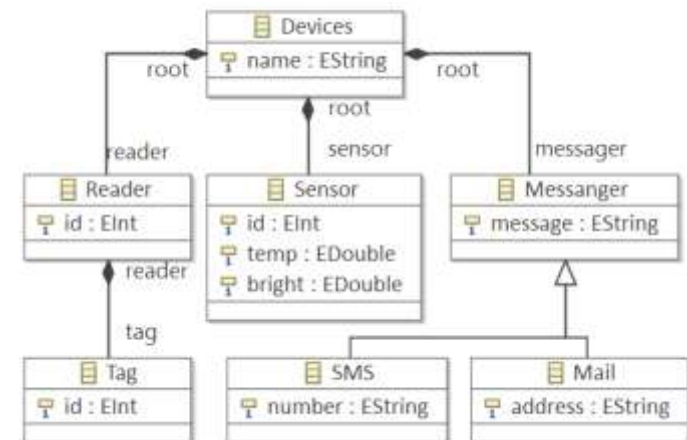 Devices
name : EString
root
root
root
reader
sensor
messager
Reader
id : EInt
Sensor
id : EInt
temp : EDouble
bright : EDouble
Messanger
message : EString
reader
tag
Tag
id : EInt
SMS
number : EString
Mail
address : EString